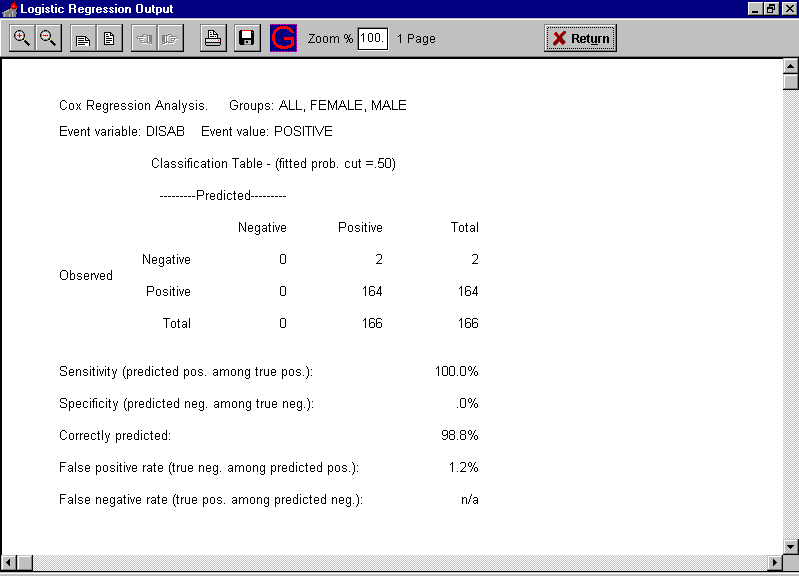 Logistic Regression Output
G Zoom % 100. 1 Page Return
Cox Regression Analysis. Groups: ALL, FEMALE, MALE
Event variable: DISAB Event value: POSITIVE
Classification Table - (fitted prob. cut =.50)
---------Predicted---------
Negative Positive Total
Negative 0 2 2
Observed
Positive 0 164 164
Total 0 166 166
Sensitivity (predicted pos. among true pos.): 100.0%
Specificity (predicted neg. among true neg.): .0%
Correctly predicted: 98.8%
False positive rate (true neg. among predicted pos.): 1.2%
False negative rate (true pos. among predicted neg.): n/a